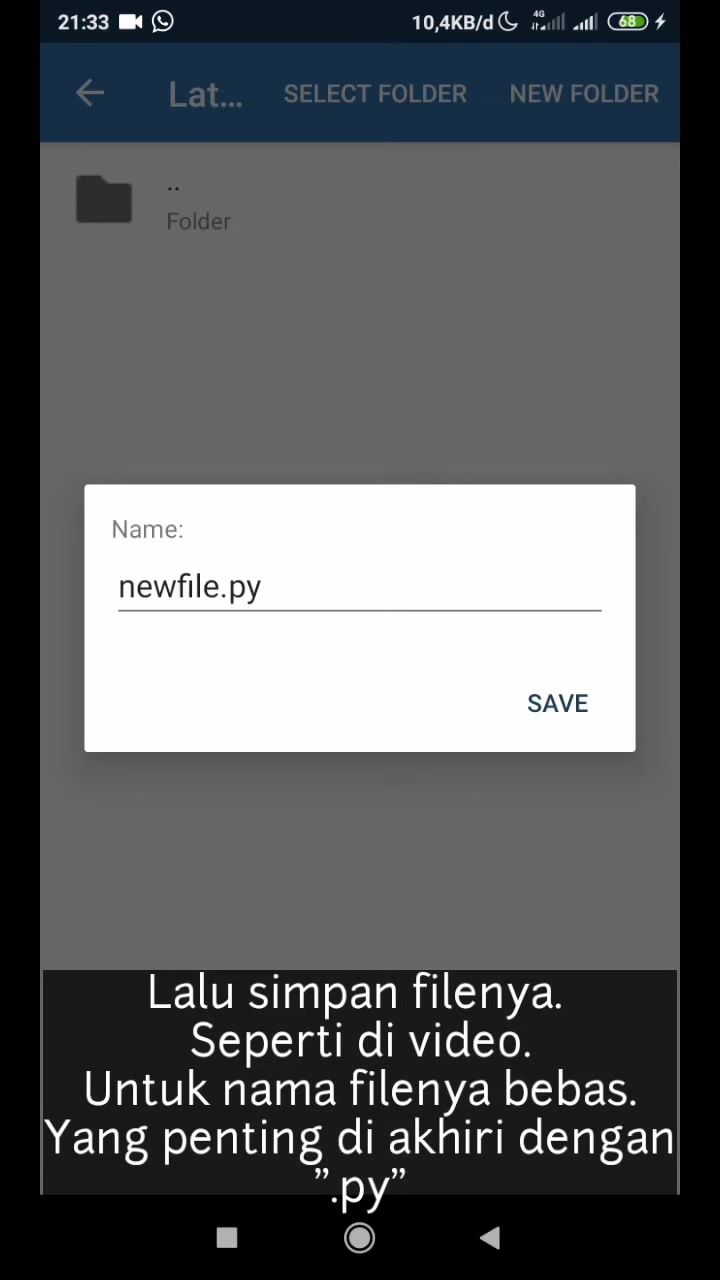 21:33 10,4KB/d 4G 68
Lat... SELECT FOLDER NEW FOLDER
..
Folder
Name:
newfile.py
SAVE
Lalu simpan filenya.
Seperti di video.
Untuk nama filenya bebas.
Yang penting di akhiri dengan
”.py”